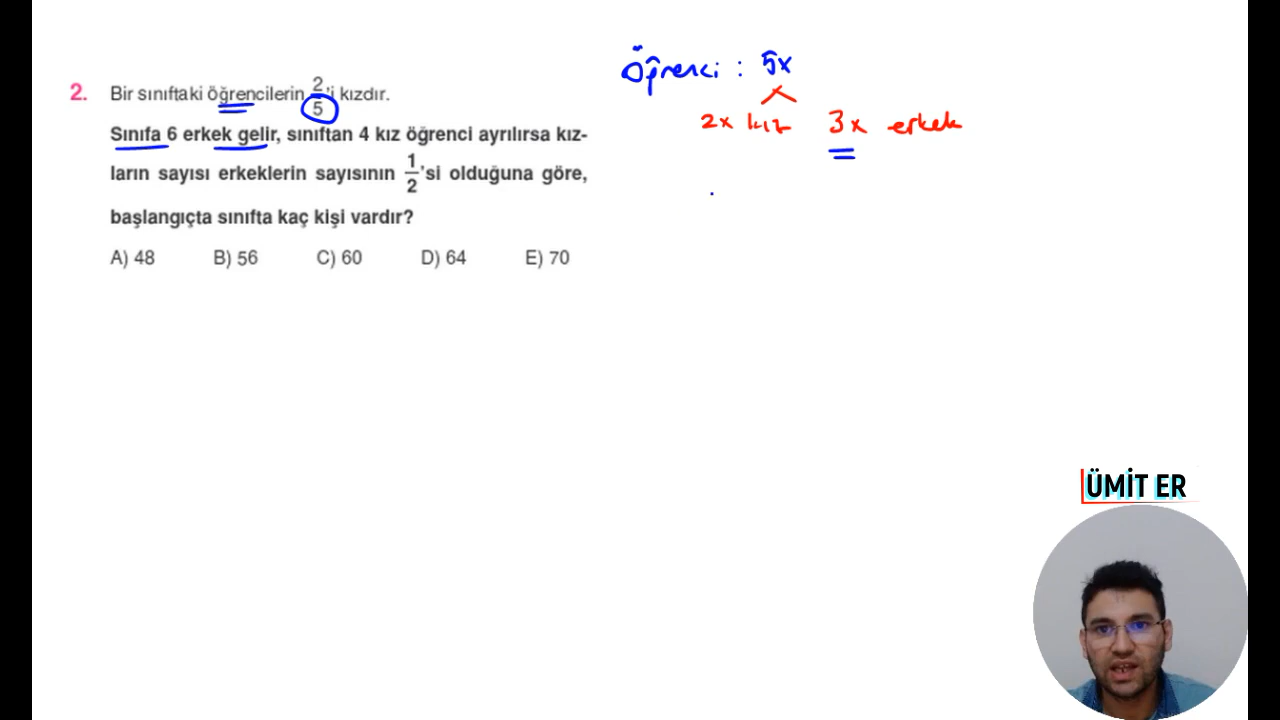 2. Bir sınıftaki öğrencilerin 2/5'i kızdır.
Sınıfa 6 erkek gelir, sınıftan 4 kız öğrenci ayrılırsa kız-
ların sayısı erkeklerin sayısının 1/2'si olduğuna göre,
başlangıçta sınıfta kaç kişi vardır?
A) 48 B) 56 C) 60 D) 64 E) 70
Öğrenci : 5x
2x kız 3x erkek
ÜMİT ER